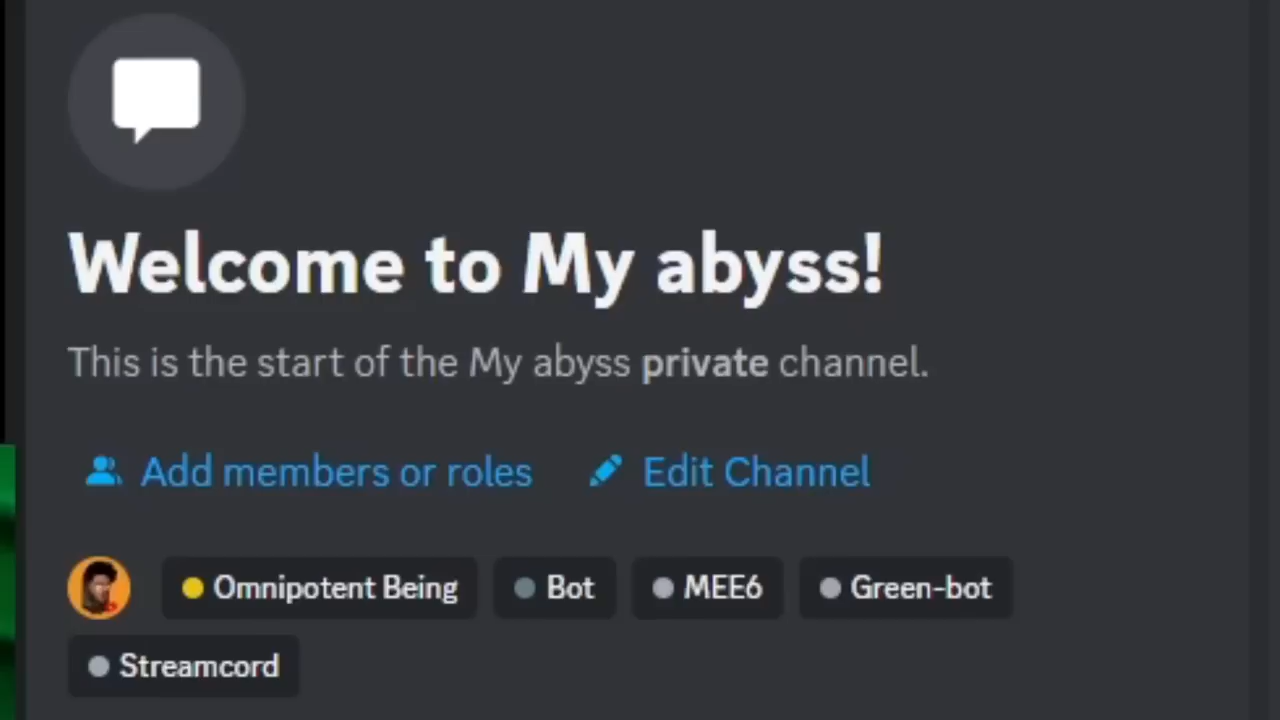 Welcome to My abyss!
This is the start of the My abyss private channel.
Add members or roles Edit Channel
Omnipotent Being Bot MEE6 Green-bot
Streamcord